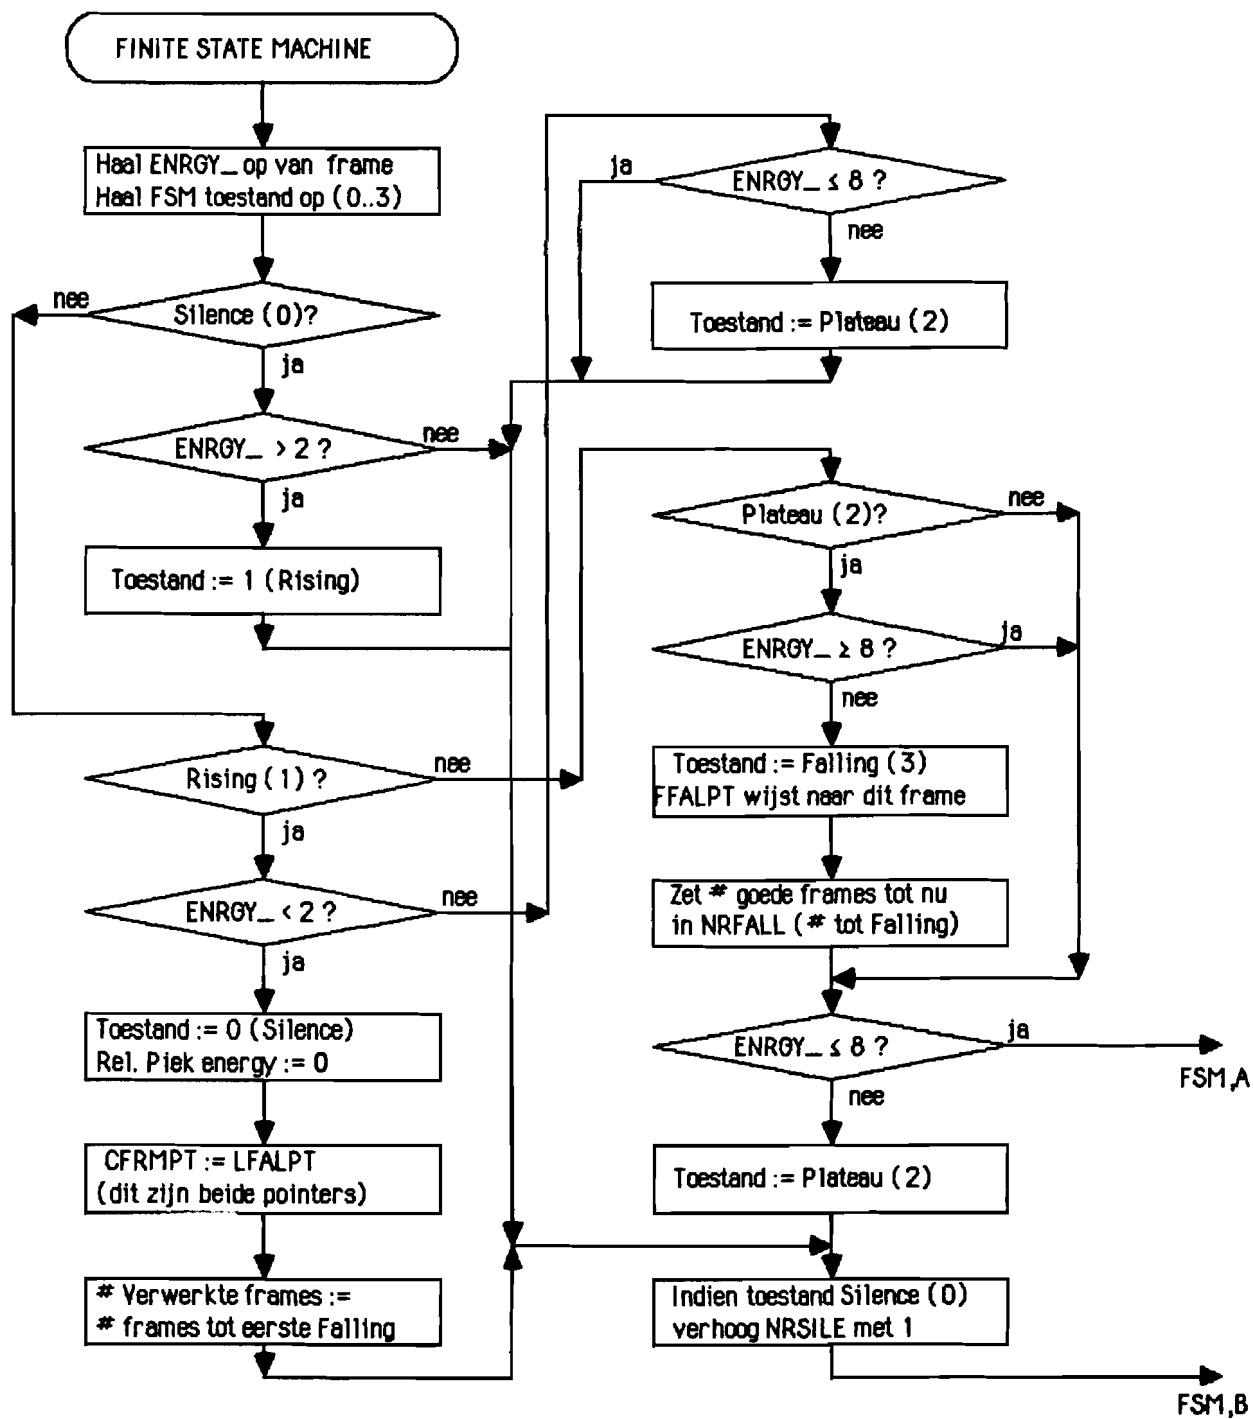 FINITE STATE MACHINE
Haal ENRGY_ op van frame
Haal FSM toestand op (0..3)
Silence (0)?
nee
ja
ENRGY_ > 2 ?
nee
ja
Toestand := 1 (Rising)
Rising (1) ?
nee
ja
ENRGY_ < 2 ?
nee
ja
Toestand := 0 (Silence)
Rel. Piek energy := 0
CFRMPT := LFALPT
(dit zijn beide pointers)
# Verwerkte frames :=
# frames tot eerste Falling
ENRGY_ ≤ 8 ?
ja
nee
Toestand := Plateau (2)
Plateau (2)?
nee
ja
ENRGY_ ≥ 8 ?
ja
nee
Toestand := Falling (3)
FFALPT wijst naar dit frame
Zet # goede frames tot nu
in NRFALL (# tot Falling)
ENRGY_ ≤ 8 ?
ja
FSM,A
nee
Toestand := Plateau (2)
Indien toestand Silence (0)
verhoog NRSILE met 1
FSM,B